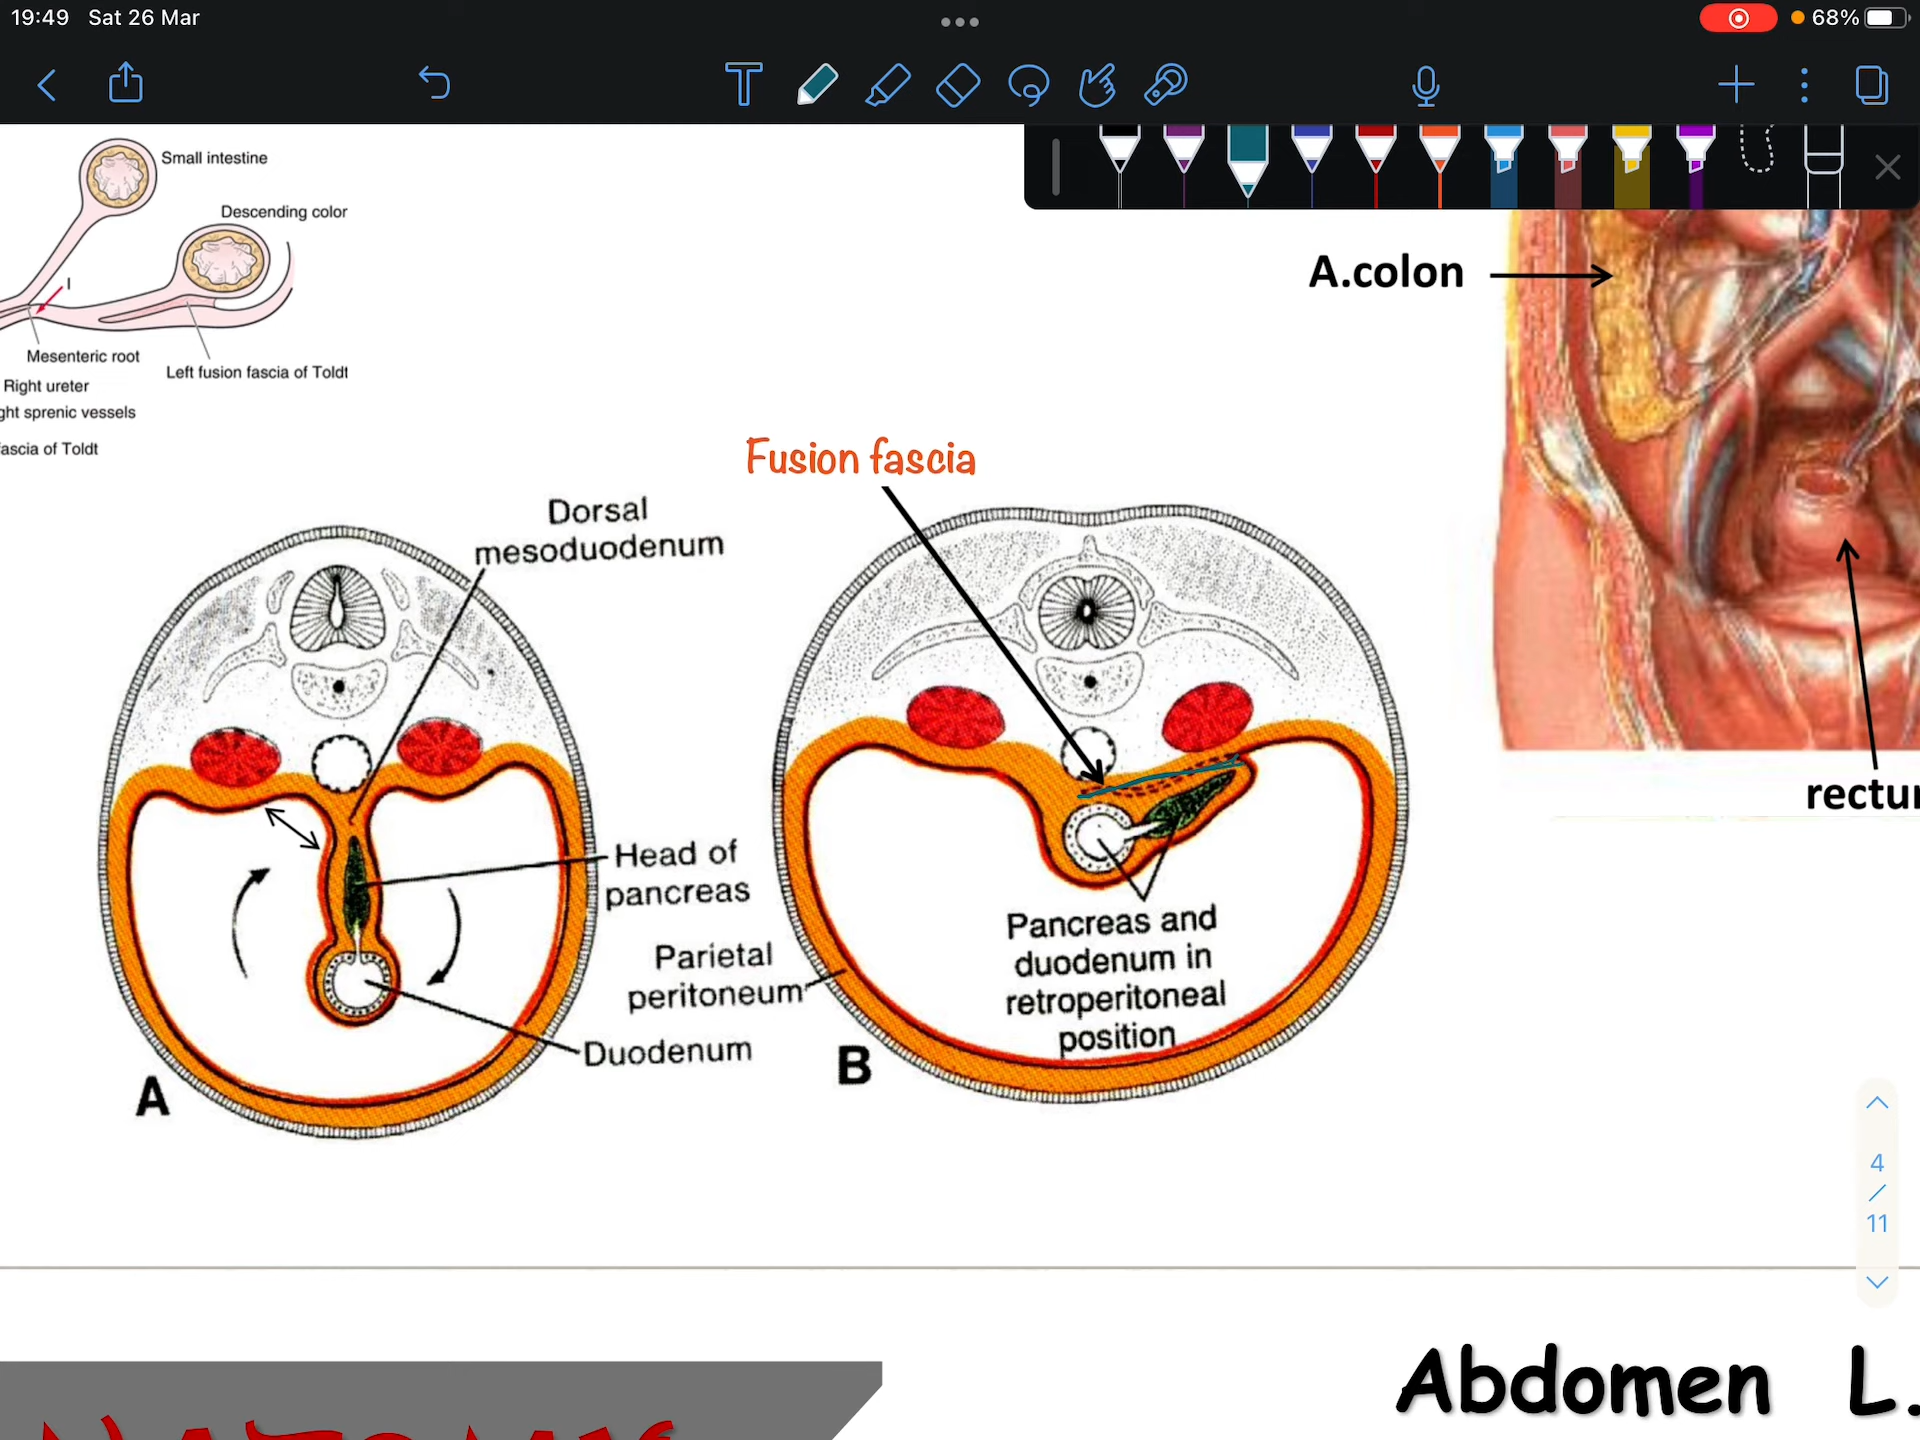 19:49 Sat 26 Mar
68%
Small intestine
Descending color
Mesenteric root
Left fusion fascia of Toldt
Right ureter
ght sprenic vessels
fascia of Toldt
A.colon
Fusion fascia
Dorsal
mesoduodenum
Head of
pancreas
Parietal
peritoneum
Duodenum
A
Pancreas and
duodenum in
retroperitoneal
position
B
rectu
4
/
11
Abdomen L.